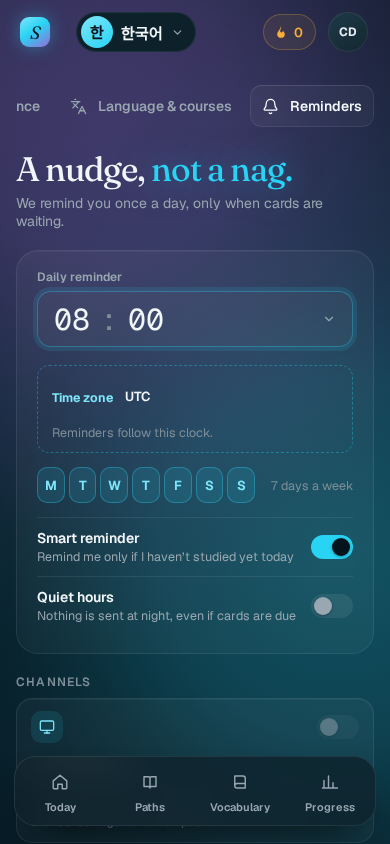 S
한 한국어
0
CD
nce
Language & courses
Reminders
A nudge, not a nag.
We remind you once a day, only when cards are
waiting.
Daily reminder
08 : 00
Time zone UTC
Reminders follow this clock.
M T W T F S S 7 days a week
Smart reminder
Remind me only if I haven't studied yet today
Quiet hours
Nothing is sent at night, even if cards are due
CHANNELS
Today
Paths
Vocabulary
Progress